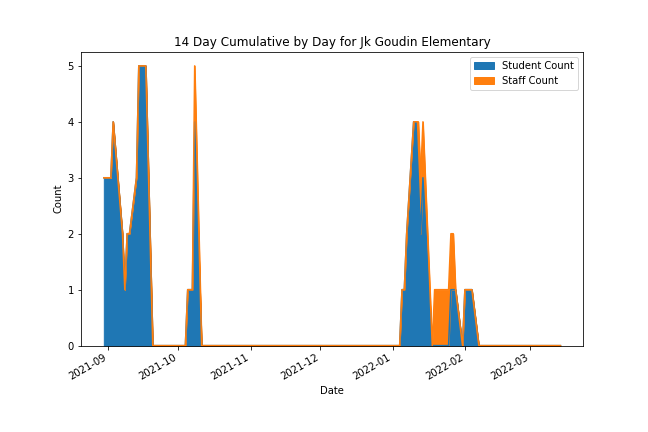 14 Day Cumulative by Day for Jk Goudin Elementary
Student Count
Staff Count
Count
5
4
3
2
1
0
2021-09
2021-10
2021-11
2021-12
2022-01
2022-02
2022-03
Date